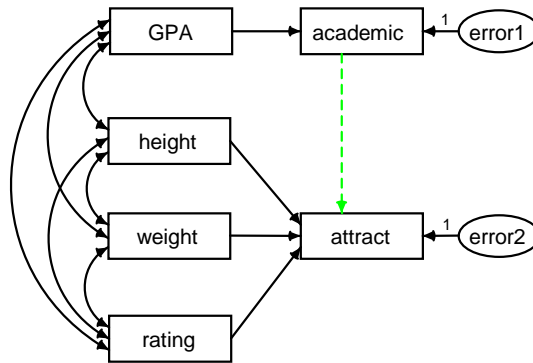 GPA
academic
1
error1
height
weight
attract
1
error2
rating